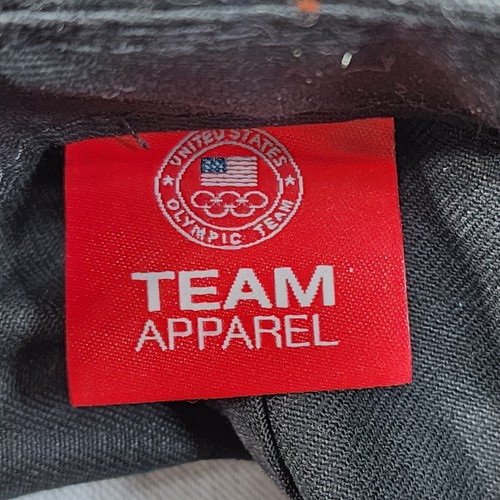 UNITED STATES
OLYMPIC TEAM
TEAM
APPAREL